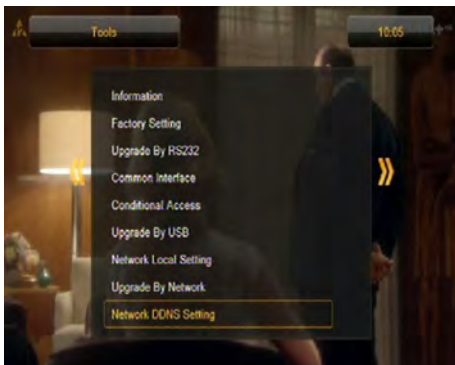 Tools
10:05
Information
Factory Setting
Upgrade By RS232
Common Interface
Conditional Access
Upgrade By USB
Network Local Setting
Upgrade By Network
Network DDNS Setting